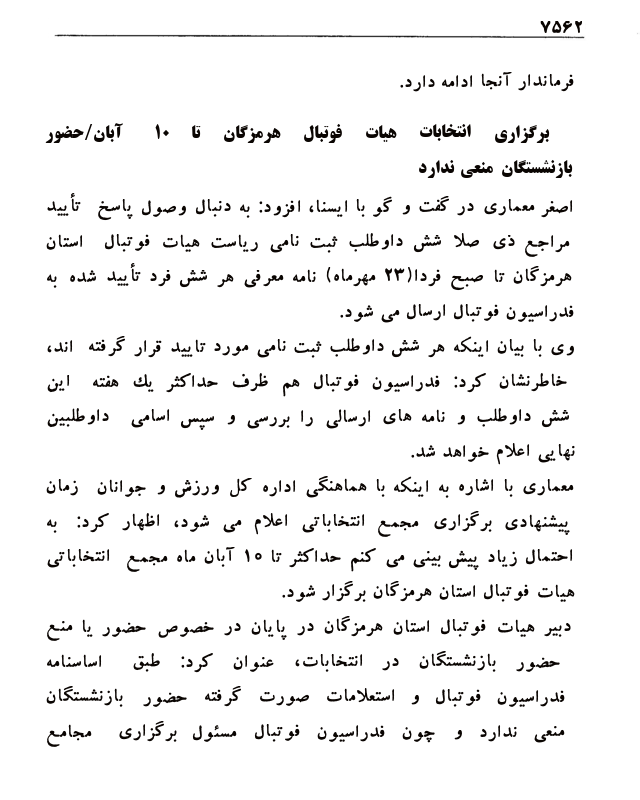 ۷۵۶۲
فرماندار آنجا ادامه دارد.
برگزاری انتخابات هیات فوتبال هرمزگان تا ۱۰ آبان/حضور
بازنشستگان منعی ندارد
اصغر معماری در گفت و گو با ایسنا، افزود: به دنبال وصول پاسخ تأیید
مراجع ذی صلا شش داوطلب ثبت نامی ریاست هیات فوتبال استان
هرمزگان تا صبح فردا(۲۳ مهرماه) نامه معرفی هر شش فرد تأیید شده به
فدراسیون فوتبال ارسال می شود.
وی با بیان اینکه هر شش داوطلب ثبت نامی مورد تایید قرار گرفته اند،
خاطرنشان کرد: فدراسیون فوتبال هم ظرف حداکثر یك هفته این
شش داوطلب و نامه های ارسالی را بررسی و سپس اسامی داوطلبین
نهایی اعلام خواهد شد.
معماری با اشاره به اینکه با هماهنگی اداره کل ورزش و جوانان زمان
پیشنهادی برگزاری مجمع انتخاباتی اعلام می شود، اظهار کرد: به
احتمال زیاد پیش بینی می کنم حداکثر تا ۱۵ آبان ماه مجمع انتخاباتی
هیات فوتبال استان هرمزگان برگزار شود.
دبیر هیات فوتبال استان هرمزگان در پایان در خصوص حضور یا منع
حضور بازنشستگان در انتخابات، عنوان کرد: طبق اساسنامه
فدراسیون فوتبال و استعلامات صورت گرفته حضور بازنشستگان
منعی ندارد و چون فدراسیون فوتبال مسئول برگزاری مجامع